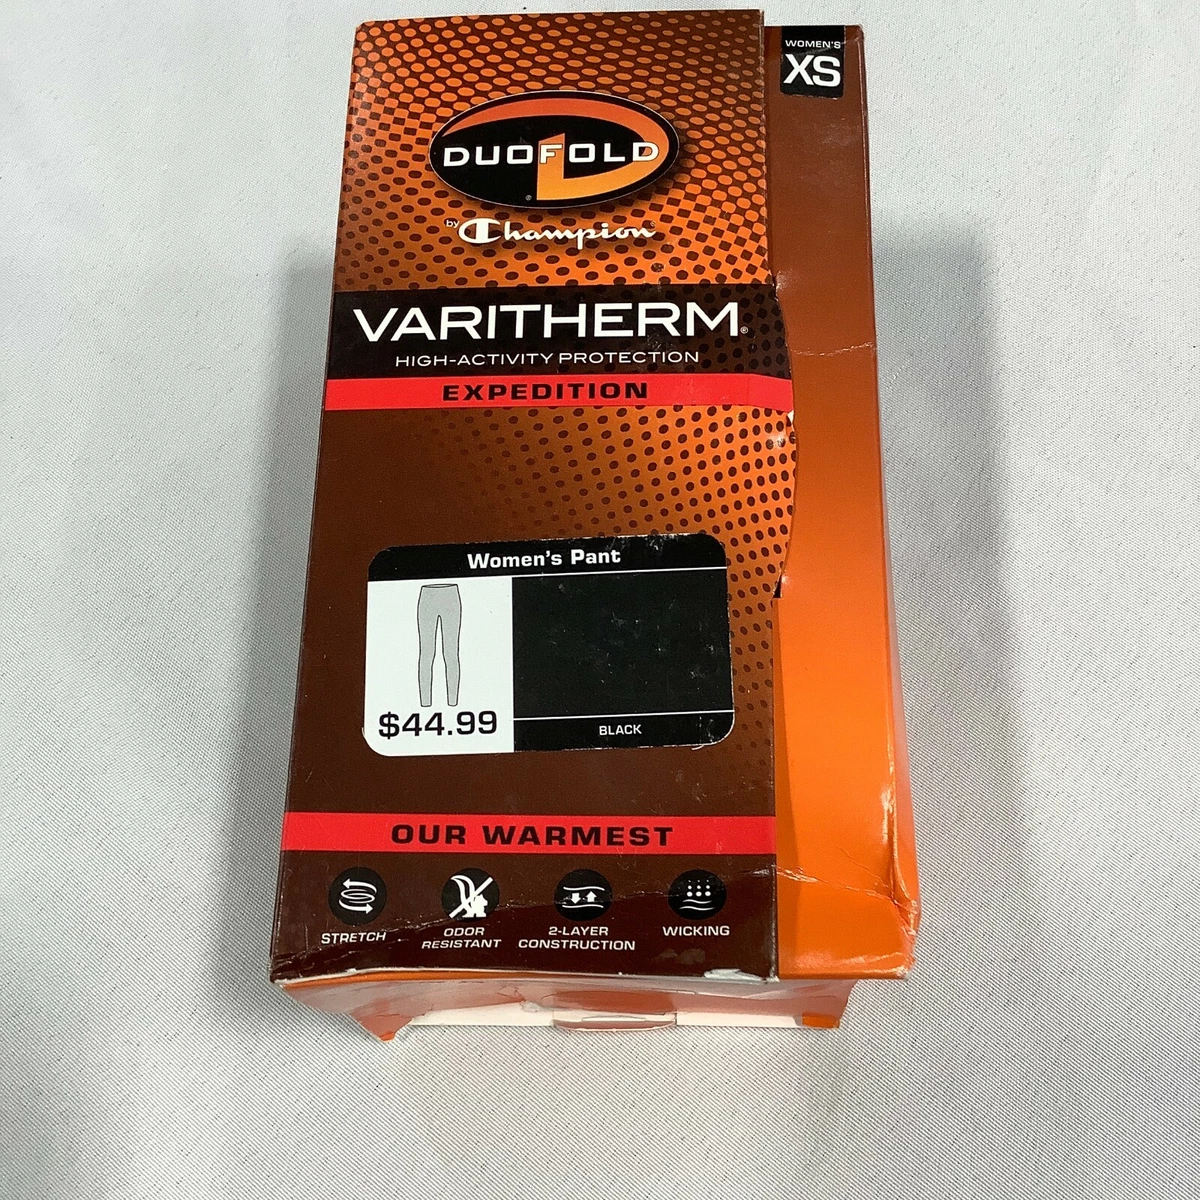 WOMEN'S
XS
DUOFOLD
®
by Champion
VARITHERM®
HIGH-ACTIVITY PROTECTION
EXPEDITION
Women's Pant
$44.99
BLACK
OUR WARMEST
STRETCH
ODOR
RESISTANT
2-LAYER
CONSTRUCTION
WICKING